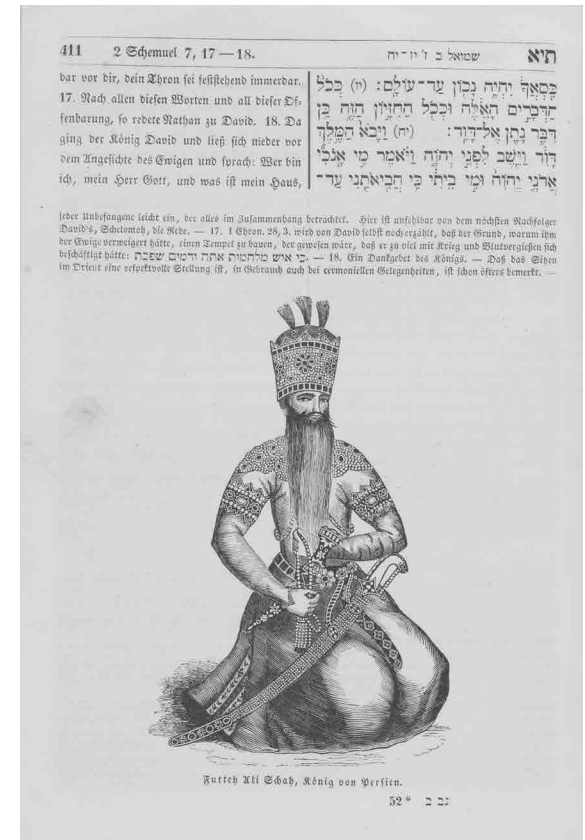 411 2 Schemuel 7, 17—18. שמואל ב ז' יז־יח תיא
dar vor dir, dein Thron sei feststehend immerdar.
17. Nach allen diesen Worten und all dieser Of-
fenbarung, so redete Nathan zu David. 18. Da
ging der König David und ließ sich nieder vor
dem Angesichte des Ewigen und sprach: Wer bin
ich, mein Herr Gott, und was ist mein Haus,
כִּסְאֲךָ יִהְיֶה נָכוֹן עַד־עוֹלָם׃ (יז) כְּכֹל
הַדְּבָרִים הָאֵלֶּה וּכְכֹל הַחִזָּיוֹן הַזֶּה כֵּן
דִּבֶּר נָתָן אֶל־דָּוִד׃ (יח) וַיָּבֹא הַמֶּלֶךְ
דָּוִד וַיֵּשֶׁב לִפְנֵי יְהוָֹה וַיֹּאמֶר מִי אָנֹכִי
אֲדֹנָי יֱהוִֹה וּמִי בֵיתִי כִּי הֲבִיאֹתַנִי עַד־
jeder Unbefangene leicht ein, der alles im Zusammenhang betrachtet. Hier ist unfehlbar von dem nächsten Nachfolger
David's, Schelomoh, die Rede. — 17. 1 Chron. 28, 3. wird von David selbst noch erzählt, daß der Grund, warum ihm
der Ewige verweigert hätte, einen Tempel zu bauen, der gewesen wäre, daß er zu viel mit Krieg und Blutvergießen sich
beschäftigt hätte: כי איש מלחמות אתה ודמים שפכת. — 18. Ein Dankgebet des Königs. — Daß das Sitzen
im Orient eine respektvolle Stellung ist, in Gebrauch auch bei cermoniellen Gelegenheiten, ist schon öfters bemerkt. —
Futteh Ali Schah, König von Persien.
52* נב ב